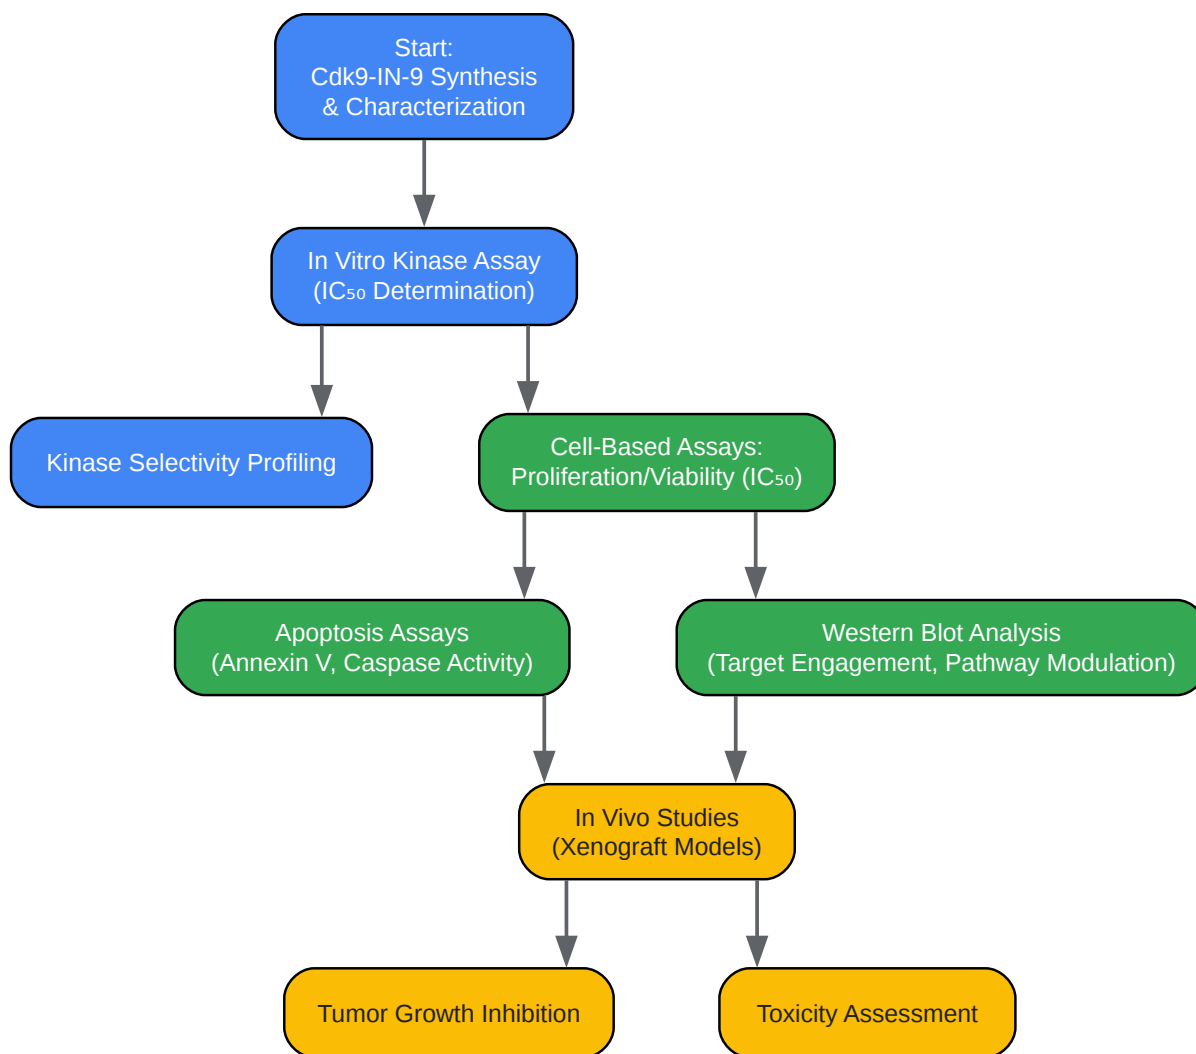 Start:
Cdk9-IN-9 Synthesis
& Characterization
In Vitro Kinase Assay
(IC₅₀ Determination)
Kinase Selectivity Profiling
Cell-Based Assays:
Proliferation/Viability (IC₅₀)
Apoptosis Assays
(Annexin V, Caspase Activity)
Western Blot Analysis
(Target Engagement, Pathway Modulation)
In Vivo Studies
(Xenograft Models)
Tumor Growth Inhibition
Toxicity Assessment